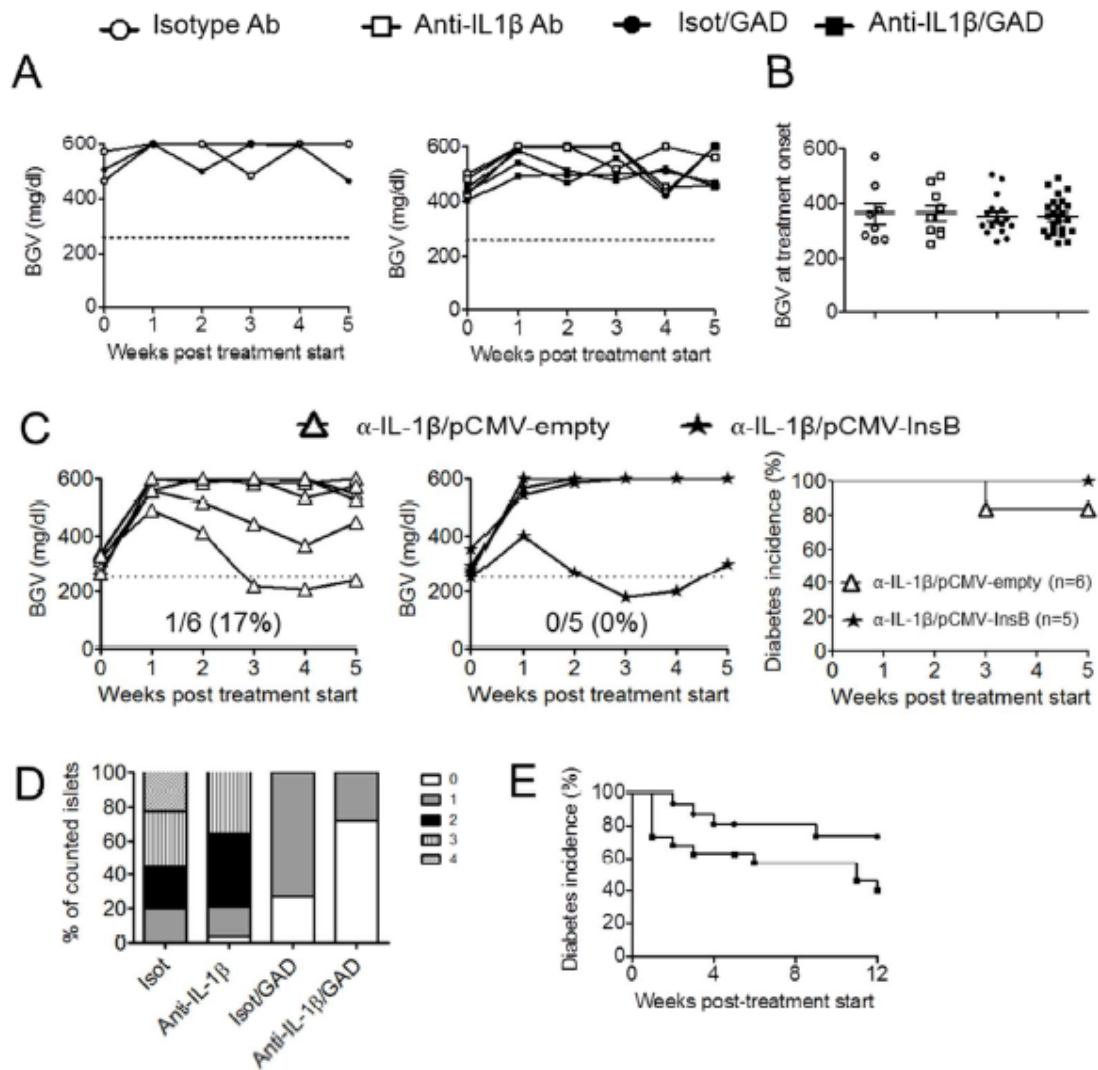 Isotype Ab Anti-IL1β Ab Isot/GAD Anti-IL1β/GAD
A
BGV (mg/dl)
600
400
200
0
0 1 2 3 4 5
Weeks post treatment start
BGV (mg/dl)
600
400
200
0
0 1 2 3 4 5
Weeks post treatment start
B
BGV at treatment onset
600
400
200
0
C
α-IL-1β/pCMV-empty α-IL-1β/pCMV-InsB
BGV (mg/dl)
600
400
200
0
1/6 (17%)
0 1 2 3 4 5
Weeks post treatment start
BGV (mg/dl)
600
400
200
0
0/5 (0%)
0 1 2 3 4 5
Weeks post treatment start
Diabetes incidence (%)
100
80
60
40
20
0
α-IL-1β/pCMV-empty (n=6)
α-IL-1β/pCMV-InsB (n=5)
0 1 2 3 4 5
Weeks post treatment start
D
% of counted islets
100
80
60
40
20
0
Isot
Anti-IL-1β
Isot/GAD
Anti-IL-1β/GAD
0
1
2
3
4
E
Diabetes incidence (%)
100
80
60
40
20
0
0 4 8 12
Weeks post-treatment start